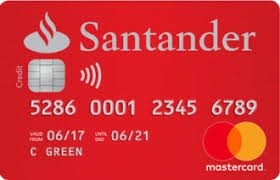 Santander
Credit
5286 0001 2345 6789
VALID FROM 06/17 UNTIL END 06/21
C GREEN
mastercard